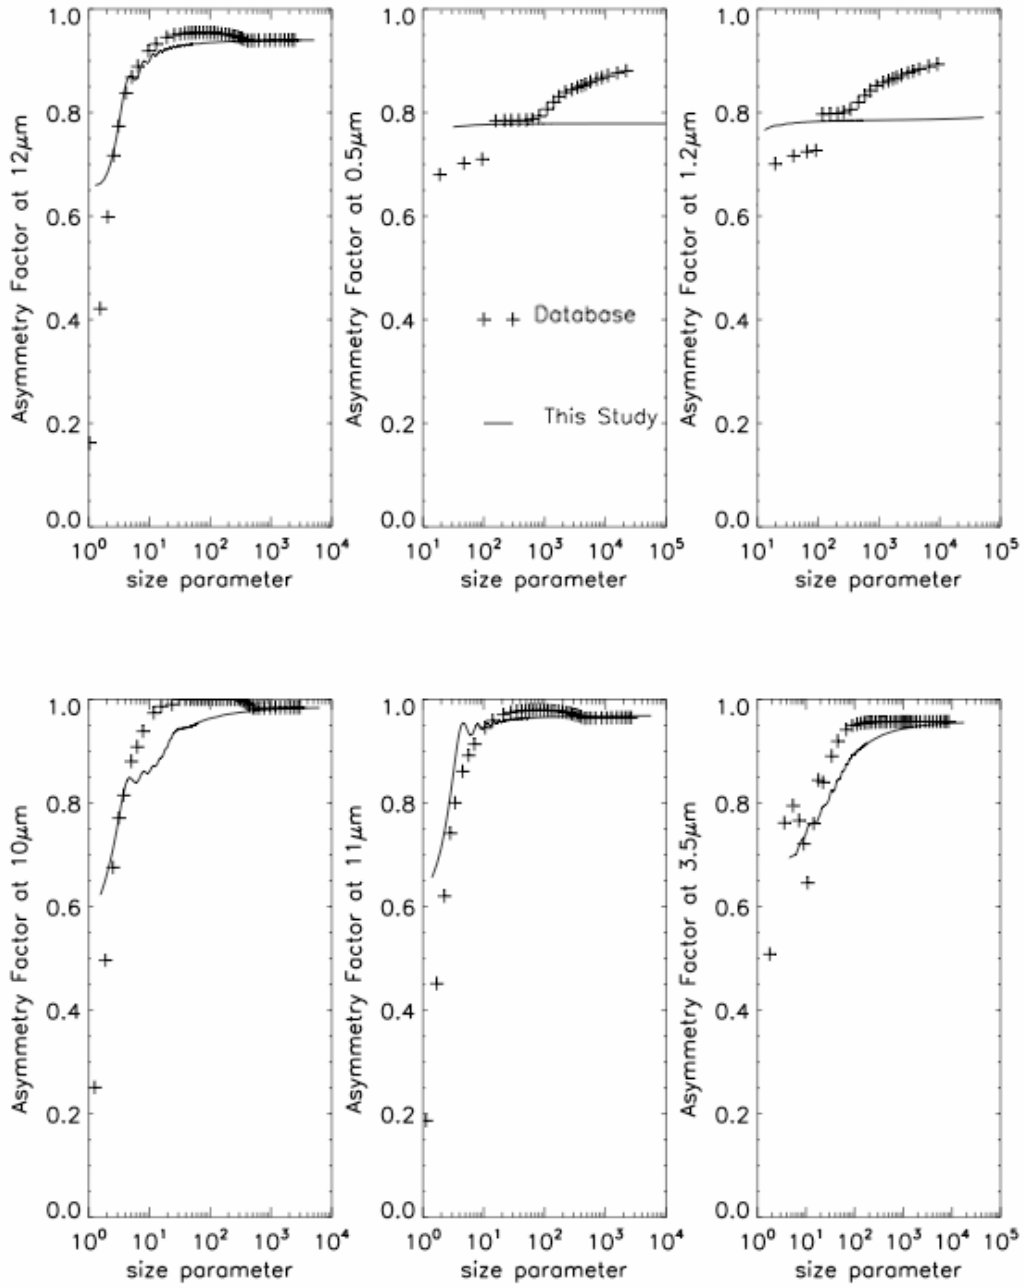 Asymmetry Factor at 12μm
1.0
0.8
0.6
0.4
0.2
0.0
10⁰ 10¹ 10² 10³ 10⁴
size parameter
Asymmetry Factor at 0.5μm
1.0
0.8
0.6
0.4
0.2
0.0
Database
This Study
10¹ 10² 10³ 10⁴ 10⁵
size parameter
Asymmetry Factor at 1.2μm
1.0
0.8
0.6
0.4
0.2
0.0
10¹ 10² 10³ 10⁴ 10⁵
size parameter
Asymmetry Factor at 10μm
1.0
0.8
0.6
0.4
0.2
0.0
10⁰ 10¹ 10² 10³ 10⁴
size parameter
Asymmetry Factor at 11μm
1.0
0.8
0.6
0.4
0.2
0.0
10⁰ 10¹ 10² 10³ 10⁴
size parameter
Asymmetry Factor at 3.5μm
1.0
0.8
0.6
0.4
0.2
0.0
10⁰ 10¹ 10² 10³ 10⁴ 10⁵
size parameter